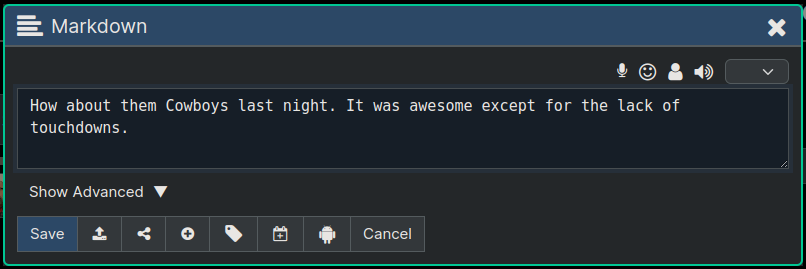 Markdown
How about them Cowboys last night. It was awesome except for the lack of
touchdowns.
Show Advanced
Save
Cancel